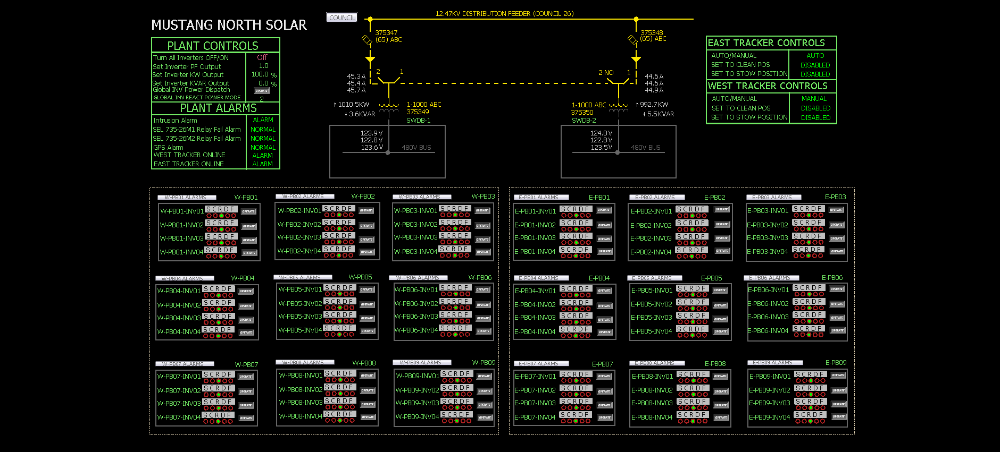 12.47KV DISTRIBUTION FEEDER (COUNCIL 26)
COUNCIL
MUSTANG NORTH SOLAR
375347
(65) ABC
375348
(65) ABC
PLANT CONTROLS
Turn All Inverters OFF/ON Off
Set Inverter PF Output 1.0
Set Inverter KW Output 100.0 %
Set Inverter KVAR Output 0.0 %
Global INV Power Dispatch OPERATE
GLOBAL INV REACT POWER MODE 2
PLANT ALARMS
Intrusion Alarm ALARM
SEL 735-26M1 Relay Fail Alarm NORMAL
SEL 735-26M2 Relay Fail Alarm NORMAL
GPS Alarm NORMAL
WEST TRACKER ONLINE ALARM
EAST TRACKER ONLINE ALARM
2 1
45.3 A
45.4 A
45.7 A
1010.5KW
3.6KVAR
1-1000 ABC
375349
SWDB-1
123.9 V
122.8 V
123.6 V
480V BUS
2 NO 1
44.6 A
44.6 A
44.9 A
1-1000 ABC
375350
SWDB-2
992.7KW
5.5KVAR
124.0 V
122.8 V
123.5 V
480V BUS
EAST TRACKER CONTROLS
AUTO/MANUAL AUTO
SET TO CLEAN POS DISABLED
SET TO STOW POSITION DISABLED
WEST TRACKER CONTROLS
AUTO/MANUAL MANUAL
SET TO CLEAN POS DISABLED
SET TO STOW POSITION DISABLED
W-PB01 ALARMS W-PB01
W-PB01-INV01 S C R D F OPERATE
W-PB01-INV02 S C R D F OPERATE
W-PB01-INV03 S C R D F OPERATE
W-PB01-INV04 S C R D F OPERATE
W-PB02 ALARMS W-PB02
W-PB02-INV01 S C R D F OPERATE
W-PB02-INV02 S C R D F OPERATE
W-PB02-INV03 S C R D F OPERATE
W-PB02-INV04 S C R D F OPERATE
W-PB03 ALARMS W-PB03
W-PB03-INV01 S C R D F OPERATE
W-PB03-INV02 S C R D F OPERATE
W-PB03-INV03 S C R D F OPERATE
W-PB03-INV04 S C R D F OPERATE
E-PB01 ALARMS E-PB01
E-PB01-INV01 S C R D F OPERATE
E-PB01-INV02 S C R D F OPERATE
E-PB01-INV03 S C R D F OPERATE
E-PB01-INV04 S C R D F OPERATE
E-PB02 ALARMS E-PB02
E-PB02-INV01 S C R D F OPERATE
E-PB02-INV02 S C R D F OPERATE
E-PB02-INV03 S C R D F OPERATE
E-PB02-INV04 S C R D F OPERATE
E-PB03 ALARMS E-PB03
E-PB03-INV01 S C R D F OPERATE
E-PB03-INV02 S C R D F OPERATE
E-PB03-INV03 S C R D F OPERATE
E-PB03-INV04 S C R D F OPERATE
W-PB04 ALARMS W-PB04
W-PB04-INV01 S C R D F OPERATE
W-PB04-INV02 S C R D F OPERATE
W-PB04-INV03 S C R D F OPERATE
W-PB04-INV04 S C R D F OPERATE
W-PB05 ALARMS W-PB05
W-PB05-INV01 S C R D F OPERATE
W-PB05-INV02 S C R D F OPERATE
W-PB05-INV03 S C R D F OPERATE
W-PB05-INV04 S C R D F OPERATE
W-PB06 ALARMS W-PB06
W-PB06-INV01 S C R D F OPERATE
W-PB06-INV02 S C R D F OPERATE
W-PB06-INV03 S C R D F OPERATE
W-PB06-INV04 S C R D F OPERATE
E-PB04 ALARMS E-PB04
E-PB04-INV01 S C R D F OPERATE
E-PB04-INV02 S C R D F OPERATE
E-PB04-INV03 S C R D F OPERATE
E-PB04-INV04 S C R D F OPERATE
E-PB05 ALARMS E-PB05
E-PB05-INV01 S C R D F OPERATE
E-PB05-INV02 S C R D F OPERATE
E-PB05-INV03 S C R D F OPERATE
E-PB05-INV04 S C R D F OPERATE
E-PB06 ALARMS E-PB06
E-PB06-INV01 S C R D F OPERATE
E-PB06-INV02 S C R D F OPERATE
E-PB06-INV03 S C R D F OPERATE
E-PB06-INV04 S C R D F OPERATE
W-PB07 ALARMS W-PB07
W-PB07-INV01 S C R D F OPERATE
W-PB07-INV02 S C R D F OPERATE
W-PB07-INV03 S C R D F OPERATE
W-PB07-INV04 S C R D F OPERATE
W-PB08 ALARMS W-PB08
W-PB08-INV01 S C R D F OPERATE
W-PB08-INV02 S C R D F OPERATE
W-PB08-INV03 S C R D F OPERATE
W-PB08-INV04 S C R D F OPERATE
W-PB09 ALARMS W-PB09
W-PB09-INV01 S C R D F OPERATE
W-PB09-INV02 S C R D F OPERATE
W-PB09-INV03 S C R D F OPERATE
W-PB09-INV04 S C R D F OPERATE
E-PB07 ALARMS E-PB07
E-PB07-INV01 S C R D F OPERATE
E-PB07-INV02 S C R D F OPERATE
E-PB07-INV03 S C R D F OPERATE
E-PB07-INV04 S C R D F OPERATE
E-PB08 ALARMS E-PB08
E-PB08-INV01 S C R D F OPERATE
E-PB08-INV02 S C R D F OPERATE
E-PB08-INV03 S C R D F OPERATE
E-PB08-INV04 S C R D F OPERATE
E-PB09 ALARMS E-PB09
E-PB09-INV01 S C R D F OPERATE
E-PB09-INV02 S C R D F OPERATE
E-PB09-INV03 S C R D F OPERATE
E-PB09-INV04 S C R D F OPERATE